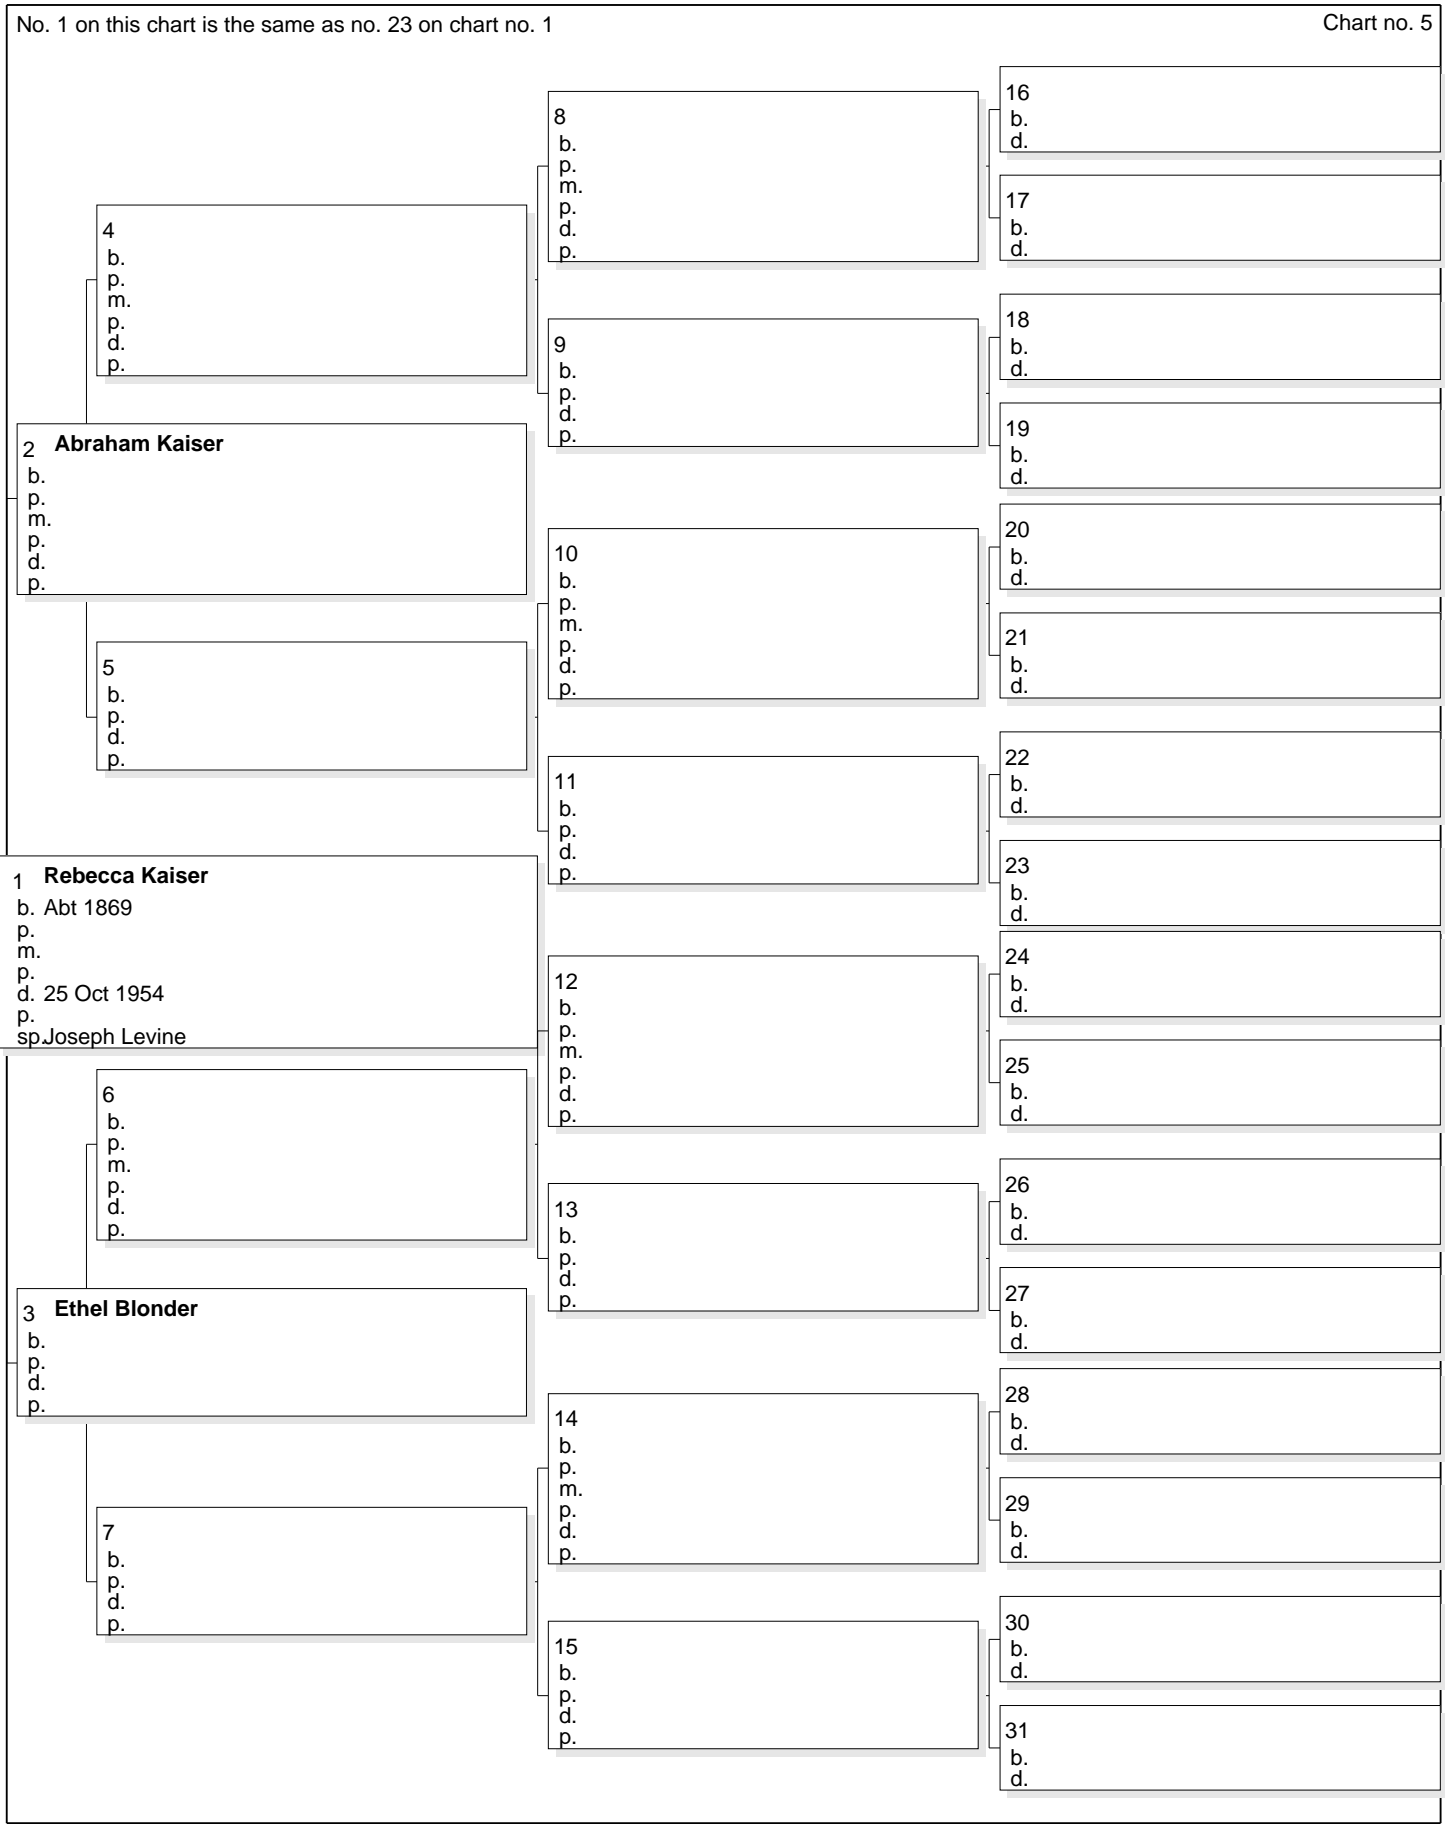 No. 1 on this chart is the same as no. 23 on chart no. 1
Chart no. 5
16
b.
d.
8
b.
p.
m.
p.
d.
p.
17
b.
d.
4
b.
p.
m.
p.
d.
p.
18
b.
d.
9
b.
p.
d.
p.
19
b.
d.
2 Abraham Kaiser
b.
p.
m.
p.
d.
p.
20
b.
d.
10
b.
p.
m.
p.
d.
p.
21
b.
d.
5
b.
p.
d.
p.
22
b.
d.
11
b.
p.
d.
p.
23
b.
d.
1 Rebecca Kaiser
b. Abt 1869
p.
m.
p.
d. 25 Oct 1954
p.
sp.Joseph Levine
24
b.
d.
12
b.
p.
m.
p.
d.
p.
25
b.
d.
6
b.
p.
m.
p.
d.
p.
26
b.
d.
13
b.
p.
d.
p.
27
b.
d.
3 Ethel Blonder
b.
p.
d.
p.
28
b.
d.
14
b.
p.
m.
p.
d.
p.
29
b.
d.
7
b.
p.
d.
p.
30
b.
d.
15
b.
p.
d.
p.
31
b.
d.